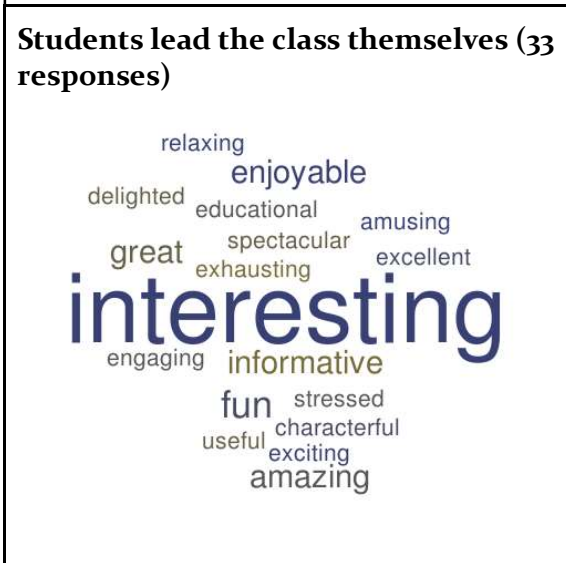 Students lead the class themselves (33
responses)
relaxing
enjoyable
delighted
educational
amusing
spectacular
great
excellent
exhausting
interesting
engaging
informative
fun
stressed
characterful
useful
exciting
amazing